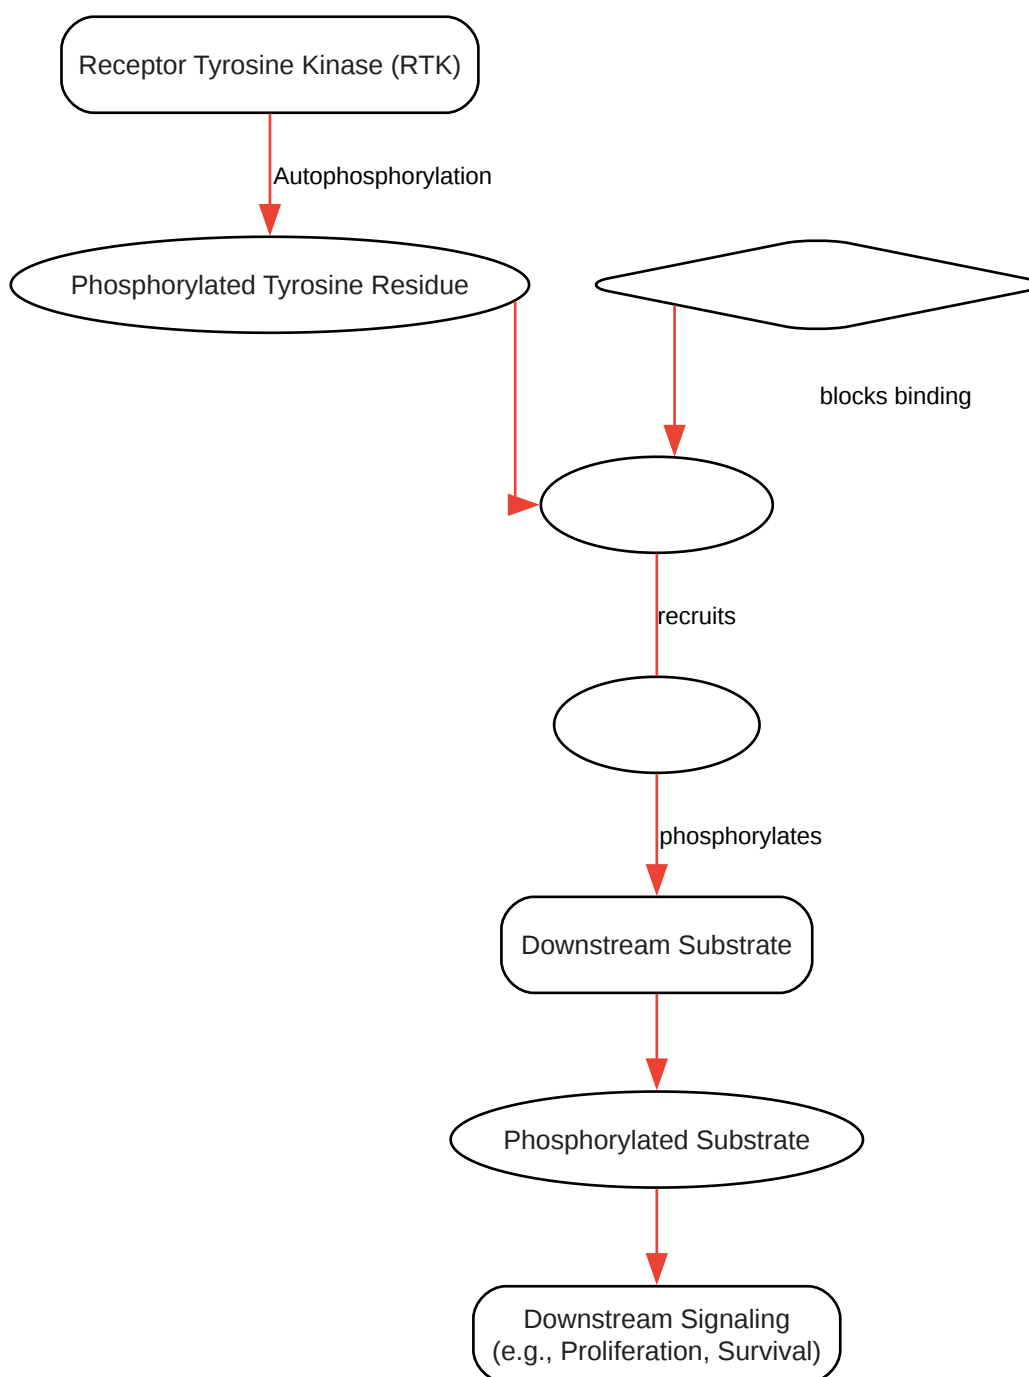 Receptor Tyrosine Kinase (RTK)
Autophosphorylation
Phosphorylated Tyrosine Residue
blocks binding
recruits
phosphorylates
Downstream Substrate
Phosphorylated Substrate
Downstream Signaling
(e.g., Proliferation, Survival)